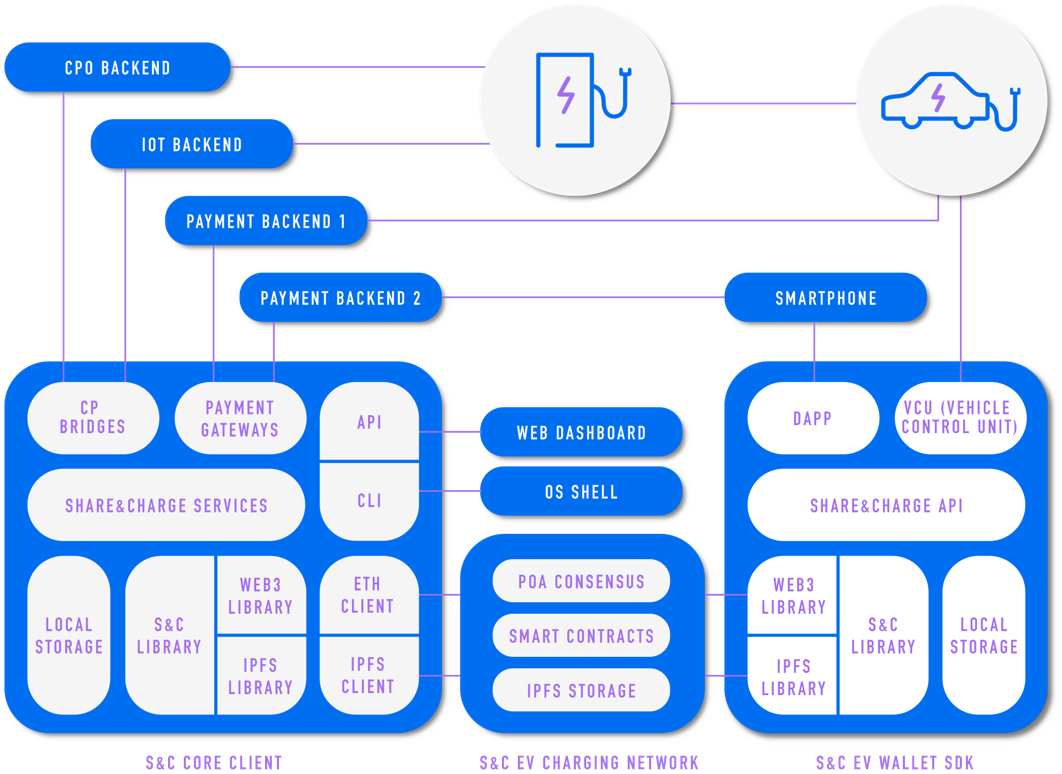 CPO BACKEND
IOT BACKEND
PAYMENT BACKEND 1
PAYMENT BACKEND 2
SMARTPHONE
CP
BRIDGES
PAYMENT
GATEWAYS
API
CLI
SHARE&CHARGE SERVICES
LOCAL
STORAGE
S&C
LIBRARY
WEB3
LIBRARY
IPFS
LIBRARY
ETH
CLIENT
IPFS
CLIENT
WEB DASHBOARD
OS SHELL
POA CONSENSUS
SMART CONTRACTS
IPFS STORAGE
DAPP
VCU (VEHICLE
CONTROL UNIT)
SHARE&CHARGE API
WEB3
LIBRARY
IPFS
LIBRARY
S&C
LIBRARY
LOCAL
STORAGE
S&C CORE CLIENT
S&C EV CHARGING NETWORK
S&C EV WALLET SDK